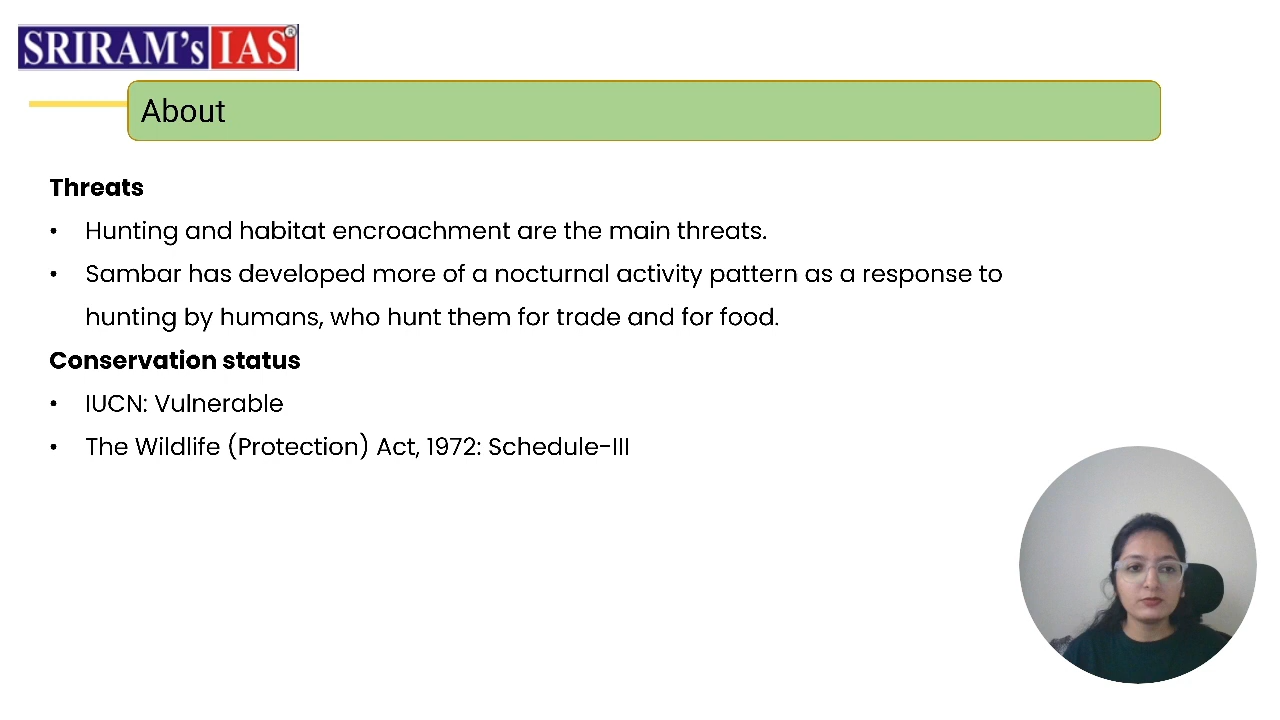 SRIRAM's IAS ®
About
Threats
• Hunting and habitat encroachment are the main threats.
• Sambar has developed more of a nocturnal activity pattern as a response to
hunting by humans, who hunt them for trade and for food.
Conservation status
• IUCN: Vulnerable
• The Wildlife (Protection) Act, 1972: Schedule-III